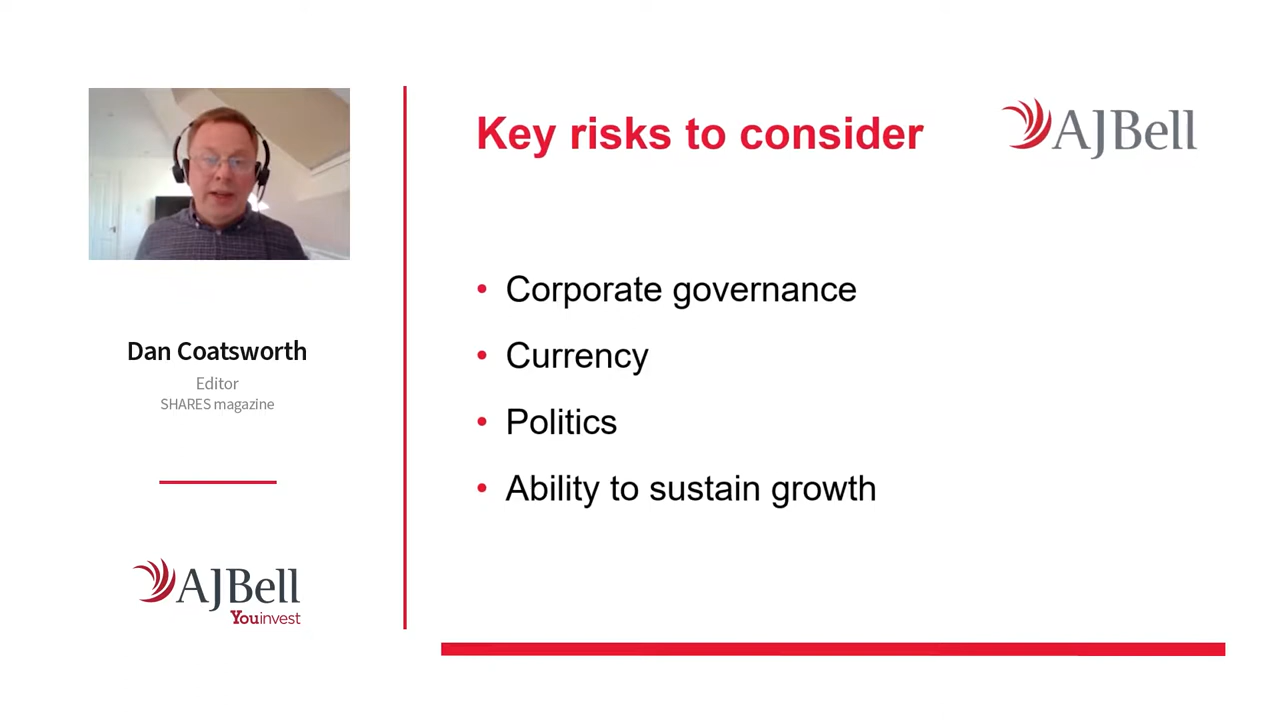 Dan Coatsworth
Editor
SHARES magazine
AJBell
Youinvest
Key risks to consider
AJBell
• Corporate governance
• Currency
• Politics
• Ability to sustain growth